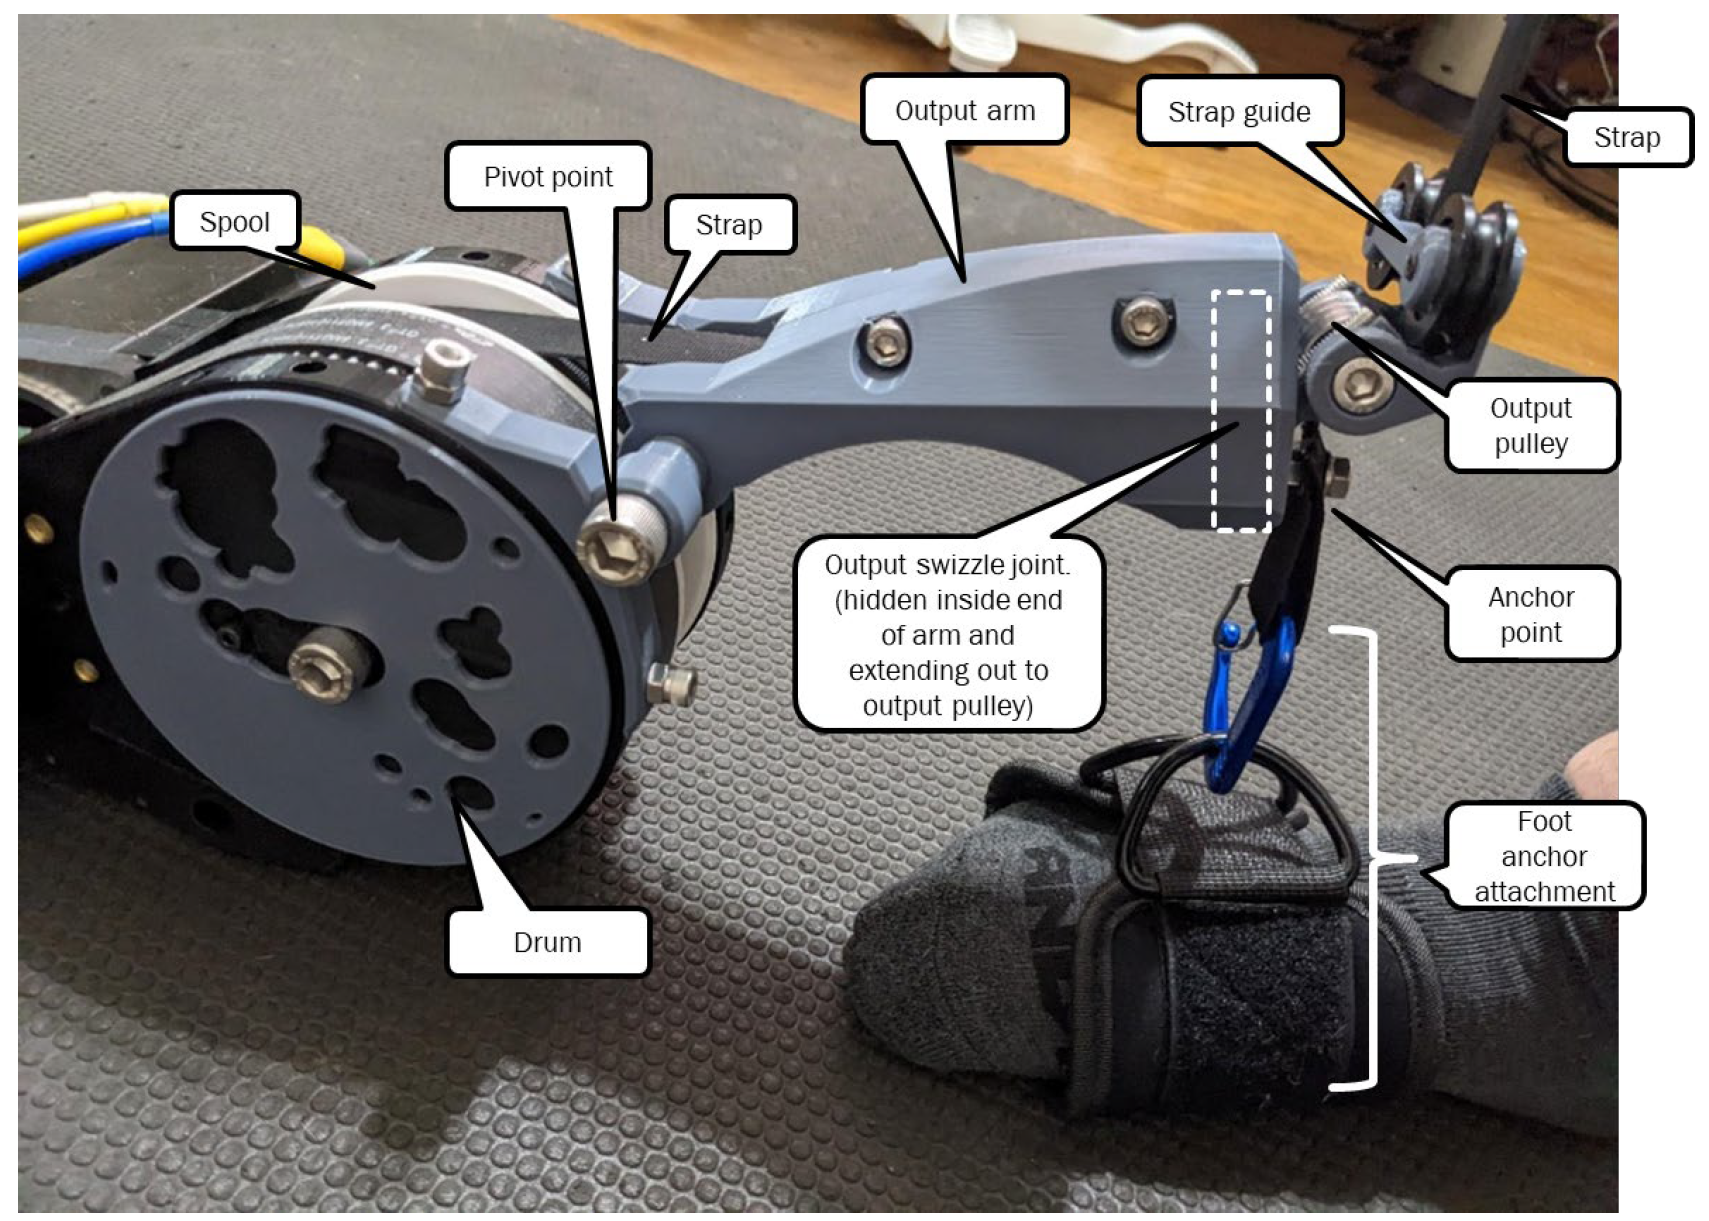 Output arm
Strap guide
Strap
Pivot point
Spool
Strap
Output
pulley
Output swizzle joint.
(hidden inside end
of arm and
extending out to
output pulley)
Anchor
point
Foot
anchor
attachment
Drum